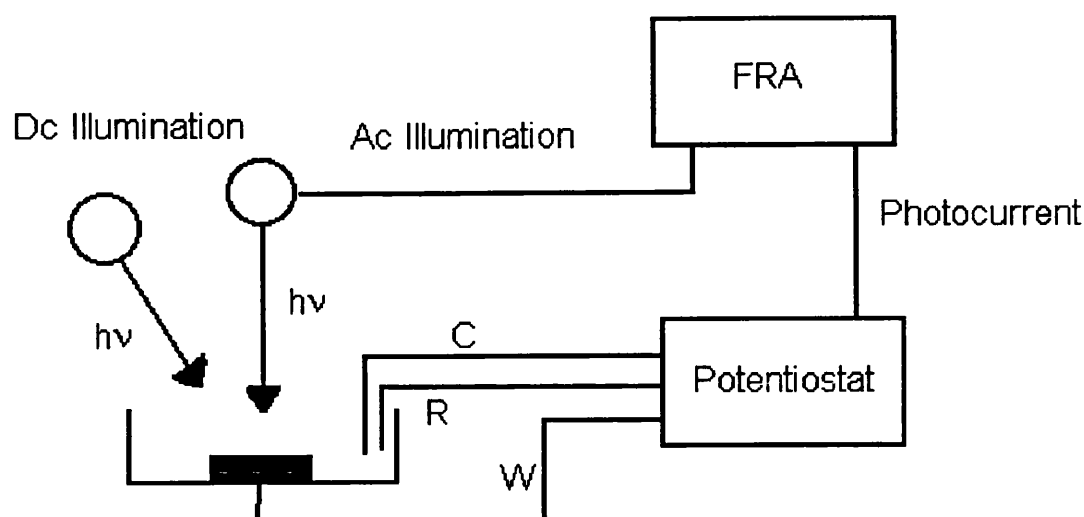 FRA
Dc Illumination
Ac Illumination
Photocurrent
hν
hν
C
Potentiostat
R
W